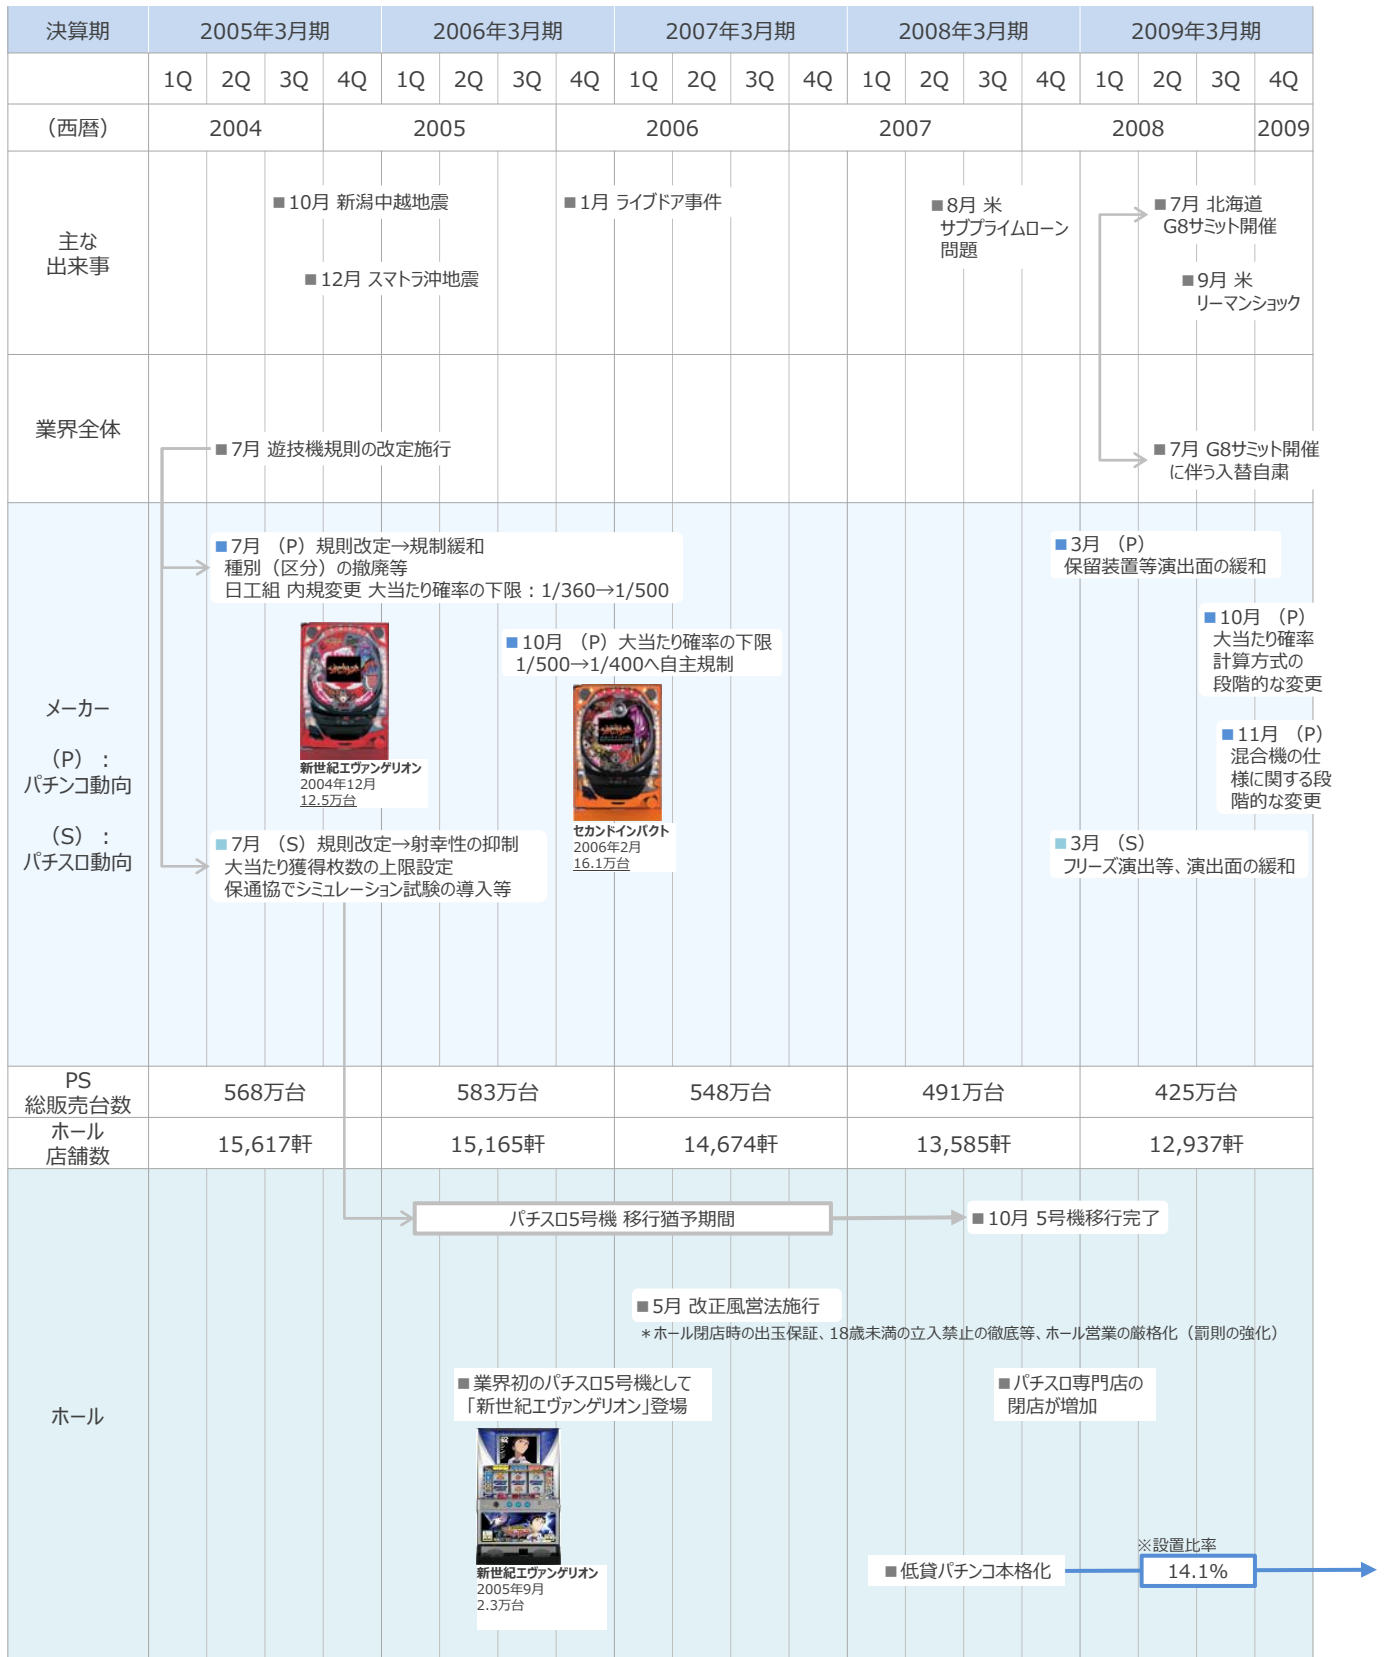 決算期 2005年3月期 2006年3月期 2007年3月期 2008年3月期 2009年3月期
1Q 2Q 3Q 4Q 1Q 2Q 3Q 4Q 1Q 2Q 3Q 4Q 1Q 2Q 3Q 4Q 1Q 2Q 3Q 4Q
（西暦） 2004 2005 2006 2007 2008 2009
主な
出来事
■10月 新潟中越地震
■12月 スマトラ沖地震
■1月 ライブドア事件
■8月 米
サブプライムローン
問題
■7月 北海道
G8サミット開催
■9月 米
リーマンショック
業界全体
■7月 遊技機規則の改定施行
■7月 G8サミット開催
に伴う入替自粛
メーカー
（P）：
パチンコ動向
（S）：
パチスロ動向
■7月 （P）規則改定→規制緩和
種別（区分）の撤廃等
日工組 内規変更 大当たり確率の下限：1/360→1/500
新世紀エヴァンゲリオン
2004年12月
12.5万台
■10月 （P）大当たり確率の下限
1/500→1/400へ自主規制
セカンドインパクト
2006年2月
16.1万台
■7月 （S）規則改定→射幸性の抑制
大当たり獲得枚数の上限設定
保通協でシミュレーション試験の導入等
■3月 （P）
保留装置等演出面の緩和
■10月 （P）
大当たり確率
計算方式の
段階的な変更
■11月 （P）
混合機の仕
様に関する段
階的な変更
■3月 （S）
フリーズ演出等、演出面の緩和
PS
総販売台数
568万台 583万台 548万台 491万台 425万台
ホール
店舗数
15,617軒 15,165軒 14,674軒 13,585軒 12,937軒
ホール
パチスロ5号機 移行猶予期間
■10月 5号機移行完了
■5月 改正風営法施行
＊ホール閉店時の出玉保証、18歳未満の立入禁止の徹底等、ホール営業の厳格化（罰則の強化）
■業界初のパチスロ5号機として
「新世紀エヴァンゲリオン」登場
新世紀エヴァンゲリオン
2005年9月
2.3万台
■パチスロ専門店の
閉店が増加
■低貸パチンコ本格化
※設置比率
14.1%